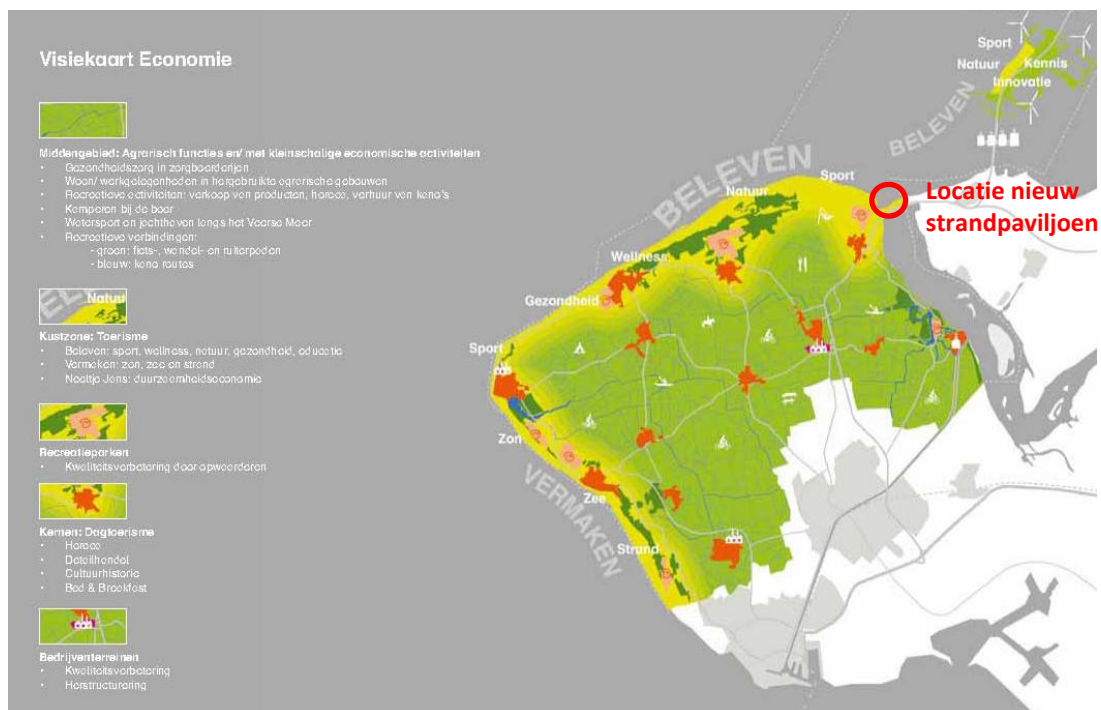 Visiekaart Economie
Middengebied: Agrarisch functies en/ met kleinschalige economische activiteiten
• Gezondheidszorg in zorgboerderijen
• Woon/ werkgelegenheden in hergebruikte agrarische gebouwen
• Recreatieve activiteiten: verkoop van producten, horeca, verhuur van kano's
• Kamperen bij de boer
• Watersport en jachthaven langs het Veerse Meer
• Recreatieve verbindingen:
- groen: fiets-, wandel- en ruiterpaden
- blauw: kano routes
BELEVEN
Natuur
Kustzone: Toerisme
• Beleven: sport, wellness, natuur, gezondheid, educatie
• Vermaken: zon, zee en strand
• Neeltje Jans: duurzaamheidseconomie
Recreatieparken
• Kwaliteitsverbetering door opwaarderen
Kernen: Dagtoerisme
• Horeca
• Detailhandel
• Cultuurhistorie
• Bed & Breakfast
Bedrijventerreinen
• Kwaliteitsverbetering
• Herstructurering
Sport
Natuur
Kennis
Innovatie
BELEVEN
BELEVEN
Sport
Natuur
Locatie nieuw
strandpaviljoen
Wellness
Gezondheid
Sport
Zon
Zee
VERMAKEN
Strand